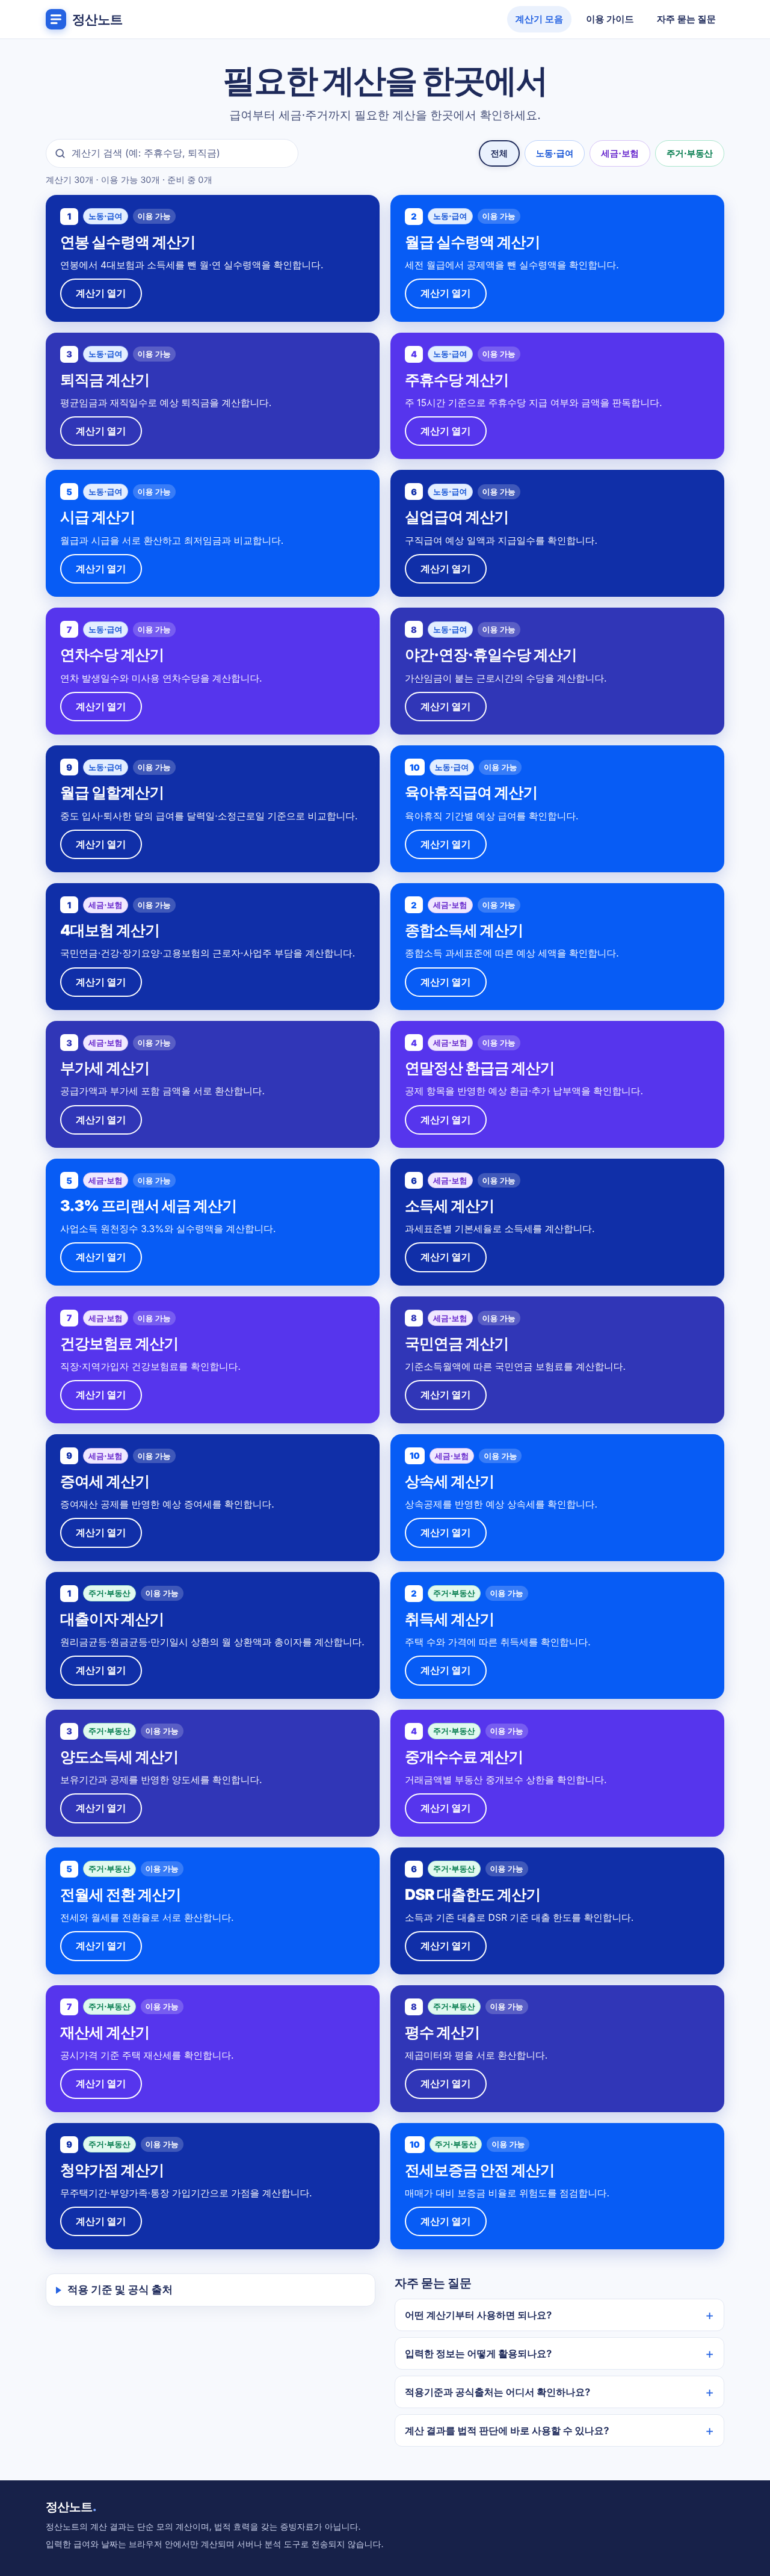 정산노트
계산기 모음
이용 가이드
자주 묻는 질문
필요한 계산을 한곳에서
급여부터 세금·주거까지 필요한 계산을 한곳에서 확인하세요.
계산기 검색 (예: 주휴수당, 퇴직금)
전체
노동·급여
세금·보험
주거·부동산
계산기 30개 · 이용 가능 30개 · 준비 중 0개
1 노동·급여 이용 가능
연봉 실수령액 계산기
연봉에서 4대보험과 소득세를 뺀 월·연 실수령액을 확인합니다.
계산기 열기
2 노동·급여 이용 가능
월급 실수령액 계산기
세전 월급에서 공제액을 뺀 실수령액을 확인합니다.
계산기 열기
3 노동·급여 이용 가능
퇴직금 계산기
평균임금과 재직일수로 예상 퇴직금을 계산합니다.
계산기 열기
4 노동·급여 이용 가능
주휴수당 계산기
주 15시간 기준으로 주휴수당 지급 여부와 금액을 판독합니다.
계산기 열기
5 노동·급여 이용 가능
시급 계산기
월급과 시급을 서로 환산하고 최저임금과 비교합니다.
계산기 열기
6 노동·급여 이용 가능
실업급여 계산기
구직급여 예상 일액과 지급일수를 확인합니다.
계산기 열기
7 노동·급여 이용 가능
연차수당 계산기
연차 발생일수와 미사용 연차수당을 계산합니다.
계산기 열기
8 노동·급여 이용 가능
야간·연장·휴일수당 계산기
가산임금이 붙는 근로시간의 수당을 계산합니다.
계산기 열기
9 노동·급여 이용 가능
월급 일할계산기
중도 입사·퇴사한 달의 급여를 달력일·소정근로일 기준으로 비교합니다.
계산기 열기
10 노동·급여 이용 가능
육아휴직급여 계산기
육아휴직 기간별 예상 급여를 확인합니다.
계산기 열기
1 세금·보험 이용 가능
4대보험 계산기
국민연금·건강·장기요양·고용보험의 근로자·사업주 부담을 계산합니다.
계산기 열기
2 세금·보험 이용 가능
종합소득세 계산기
종합소득 과세표준에 따른 예상 세액을 확인합니다.
계산기 열기
3 세금·보험 이용 가능
부가세 계산기
공급가액과 부가세 포함 금액을 서로 환산합니다.
계산기 열기
4 세금·보험 이용 가능
연말정산 환급금 계산기
공제 항목을 반영한 예상 환급·추가 납부액을 확인합니다.
계산기 열기
5 세금·보험 이용 가능
3.3% 프리랜서 세금 계산기
사업소득 원천징수 3.3%와 실수령액을 계산합니다.
계산기 열기
6 세금·보험 이용 가능
소득세 계산기
과세표준별 기본세율로 소득세를 계산합니다.
계산기 열기
7 세금·보험 이용 가능
건강보험료 계산기
직장·지역가입자 건강보험료를 확인합니다.
계산기 열기
8 세금·보험 이용 가능
국민연금 계산기
기준소득월액에 따른 국민연금 보험료를 계산합니다.
계산기 열기
9 세금·보험 이용 가능
증여세 계산기
증여재산 공제를 반영한 예상 증여세를 확인합니다.
계산기 열기
10 세금·보험 이용 가능
상속세 계산기
상속공제를 반영한 예상 상속세를 확인합니다.
계산기 열기
1 주거·부동산 이용 가능
대출이자 계산기
원리금균등·원금균등·만기일시 상환의 월 상환액과 총이자를 계산합니다.
계산기 열기
2 주거·부동산 이용 가능
취득세 계산기
주택 수와 가격에 따른 취득세를 확인합니다.
계산기 열기
3 주거·부동산 이용 가능
양도소득세 계산기
보유기간과 공제를 반영한 양도세를 확인합니다.
계산기 열기
4 주거·부동산 이용 가능
중개수수료 계산기
거래금액별 부동산 중개보수 상한을 확인합니다.
계산기 열기
5 주거·부동산 이용 가능
전월세 전환 계산기
전세와 월세를 전환율로 서로 환산합니다.
계산기 열기
6 주거·부동산 이용 가능
DSR 대출한도 계산기
소득과 기존 대출로 DSR 기준 대출 한도를 확인합니다.
계산기 열기
7 주거·부동산 이용 가능
재산세 계산기
공시가격 기준 주택 재산세를 확인합니다.
계산기 열기
8 주거·부동산 이용 가능
평수 계산기
제곱미터와 평을 서로 환산합니다.
계산기 열기
9 주거·부동산 이용 가능
청약가점 계산기
무주택기간·부양가족·통장 가입기간으로 가점을 계산합니다.
계산기 열기
10 주거·부동산 이용 가능
전세보증금 안전 계산기
매매가 대비 보증금 비율로 위험도를 점검합니다.
계산기 열기
적용 기준 및 공식 출처
자주 묻는 질문
어떤 계산기부터 사용하면 되나요? +
입력한 정보는 어떻게 활용되나요? +
적용기준과 공식출처는 어디서 확인하나요? +
계산 결과를 법적 판단에 바로 사용할 수 있나요? +
정산노트.
정산노트의 계산 결과는 단순 모의 계산이며, 법적 효력을 갖는 증빙자료가 아닙니다.
입력한 급여와 날짜는 브라우저 안에서만 계산되며 서버나 분석 도구로 전송되지 않습니다.